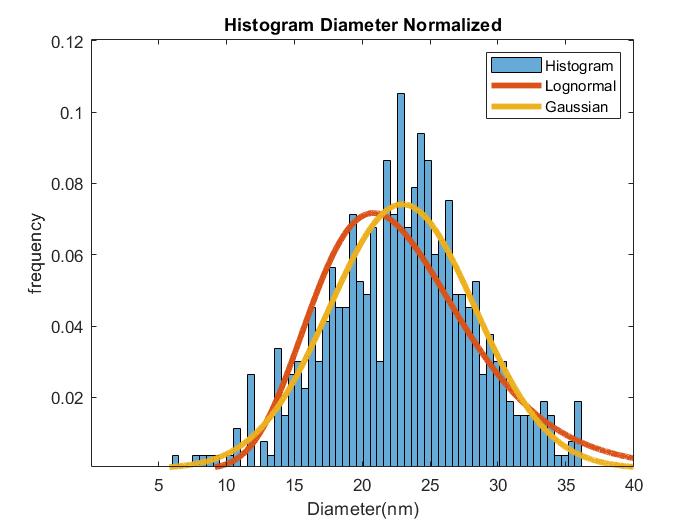 Histogram Diameter Normalized
0.12
0.1
0.08
0.06
0.04
0.02
frequency
Histogram
Lognormal
Gaussian
5 10 15 20 25 30 35 40
Diameter(nm)